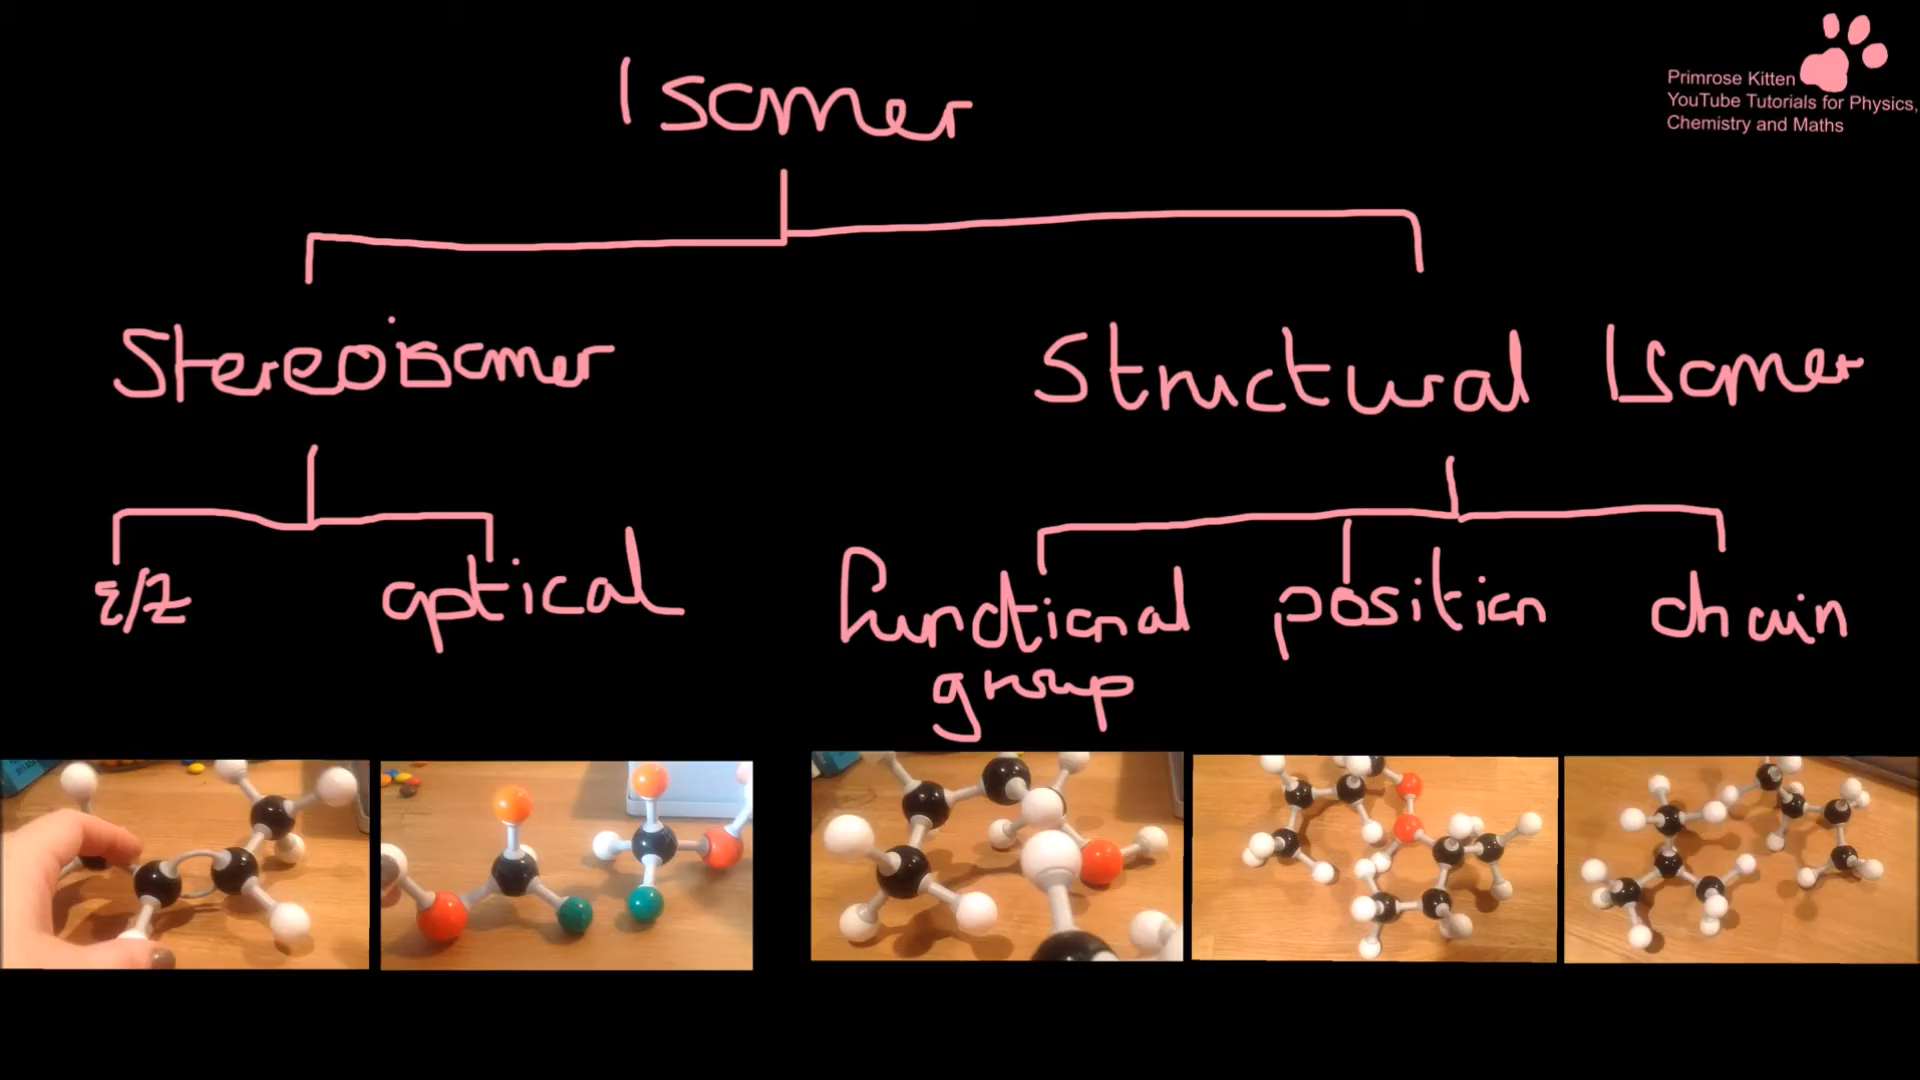 Isomer
Primrose Kitten
YouTube Tutorials for Physics,
Chemistry and Maths
Stereoisomer
Structural Isomer
E/Z
optical
functional
group
position
chain